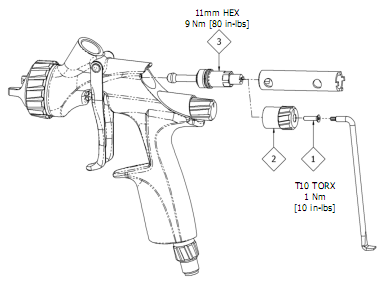 11mm HEX
9 Nm [80 in-lbs]
3
2
1
T10 TORX
1 Nm
[10 in-lbs]